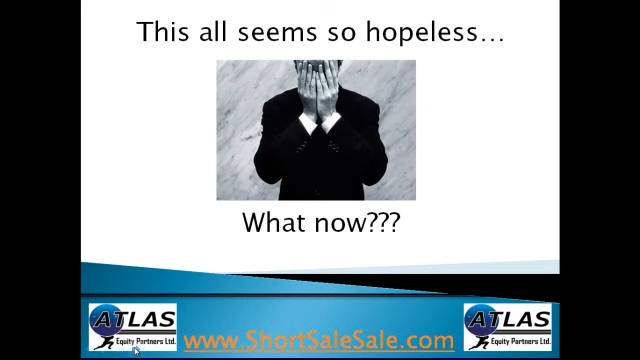 This all seems so hopeless…
What now???
ATLAS
Equity Partners Ltd.
www.ShortSaleSale.com
ATLAS
Equity Partners Ltd.